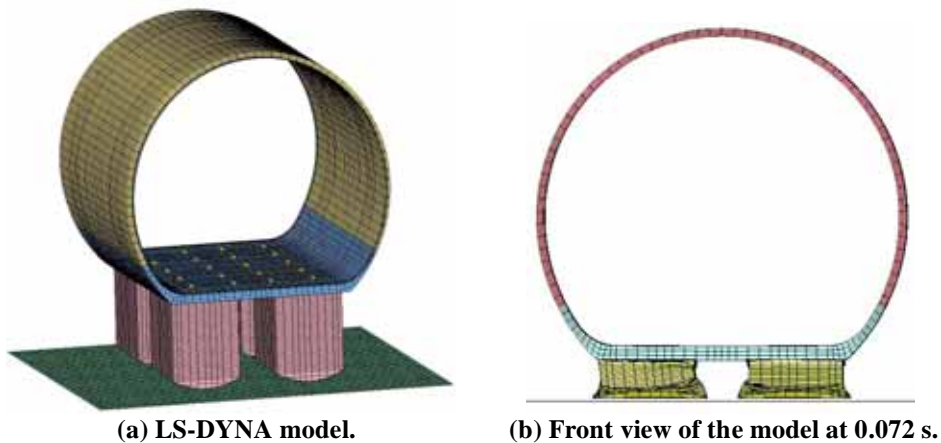 (a) LS-DYNA model.
(b) Front view of the model at 0.072 s.